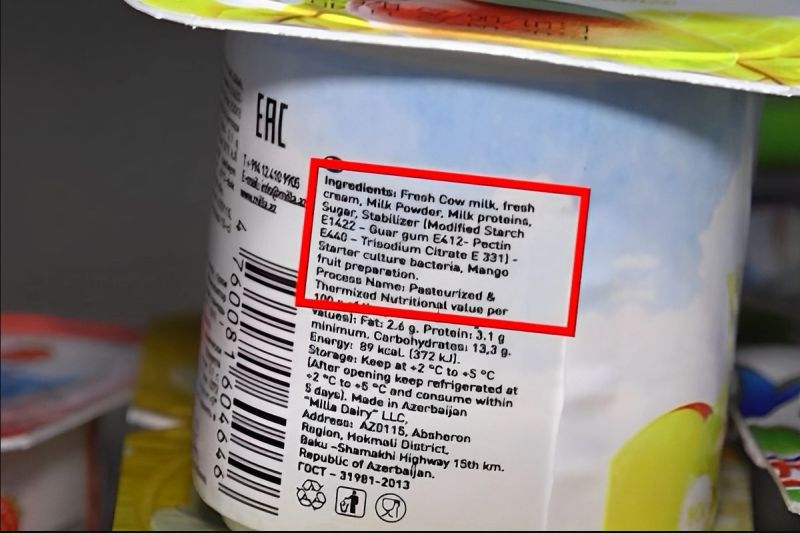 EAC
T + 994 12 410 9905
E-mail: info@milla.az
www.milla.az
4 760081 604646
Ingredients: Fresh Cow milk, fresh
cream, Milk Powder, Milk proteins,
Sugar, Stabilizer (Modified Starch
E1422 - Guar gum E412- Pectin
E440 - Trisodium Citrate E 331) -
Starter culture bacteria, Mango
fruit preparation.
Process Name: Pasteurized &
Thermized Nutritional value per
values): Fat: 2.6 g. Protein: 3.1 g
minimum, Carbohydrates: 13,3 g.
Energy: 89 kcal. (372 kJ).
Storage: Keep at +2 °C to +5 °C
(After opening keep refrigerated at
+2 °C to +5 °C and consume within
5 days). Made in Azerbaijan
"Milla Dairy" LLC,
Address: AZ0115, Absheron
Region, Hokmali District,
Baku -Shamakhi Highway 15th km.
Republic of Azerbaijan.
ГОСТ - 31981-2013